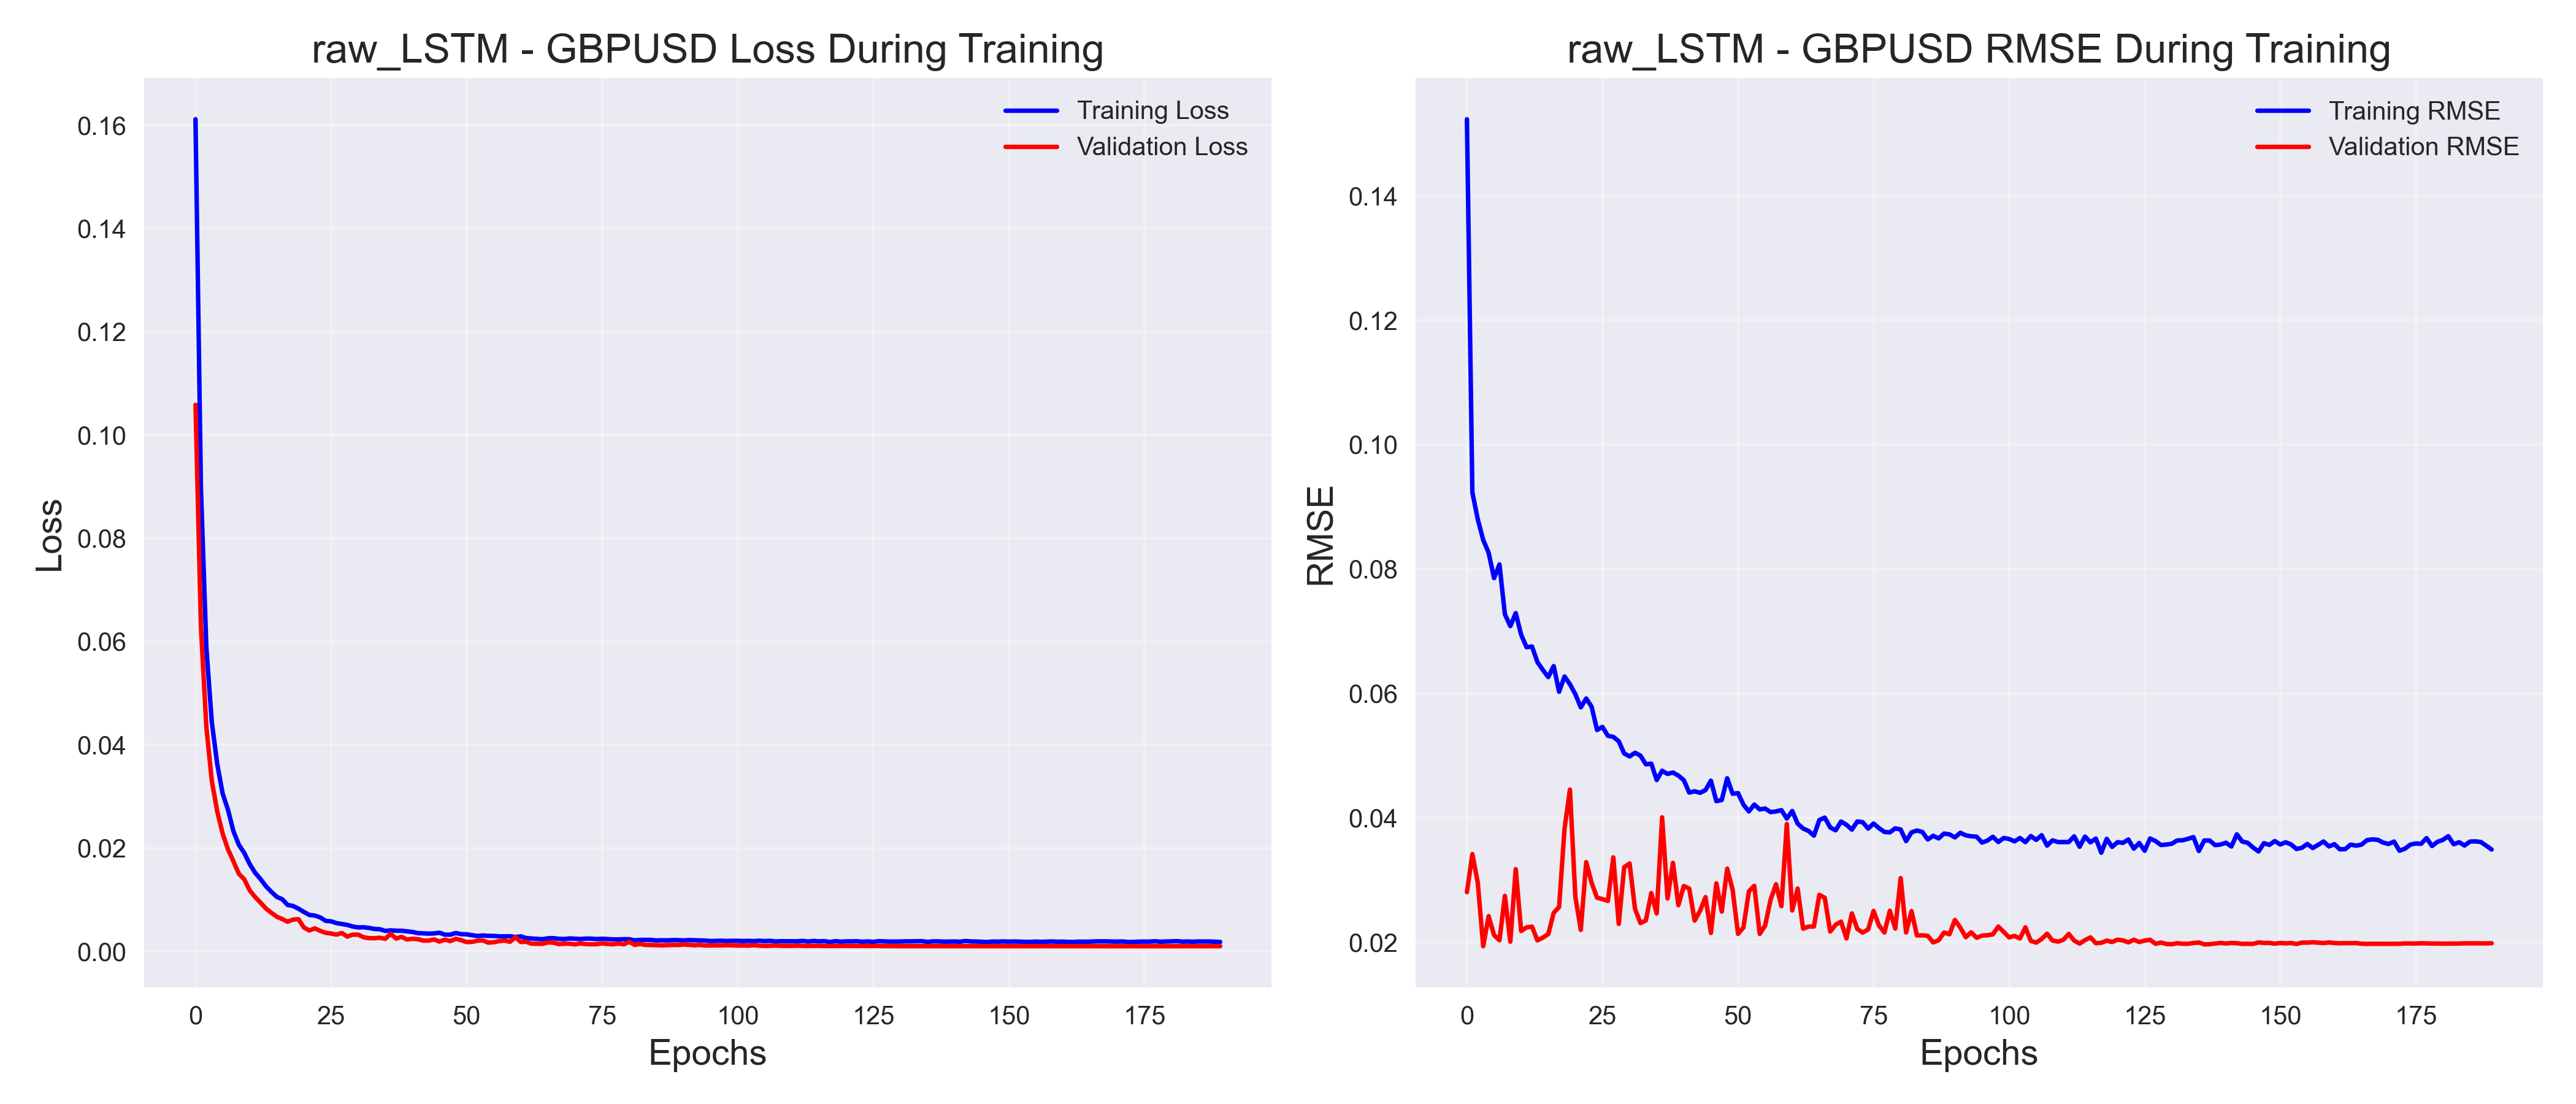 raw_LSTM - GBPUSD Loss During Training
Training Loss
Validation Loss
0.16
0.14
0.12
0.10
0.08
0.06
0.04
0.02
0.00
Loss
0 25 50 75 100 125 150 175
Epochs
raw_LSTM - GBPUSD RMSE During Training
Training RMSE
Validation RMSE
0.14
0.12
0.10
0.08
0.06
0.04
0.02
RMSE
0 25 50 75 100 125 150 175
Epochs